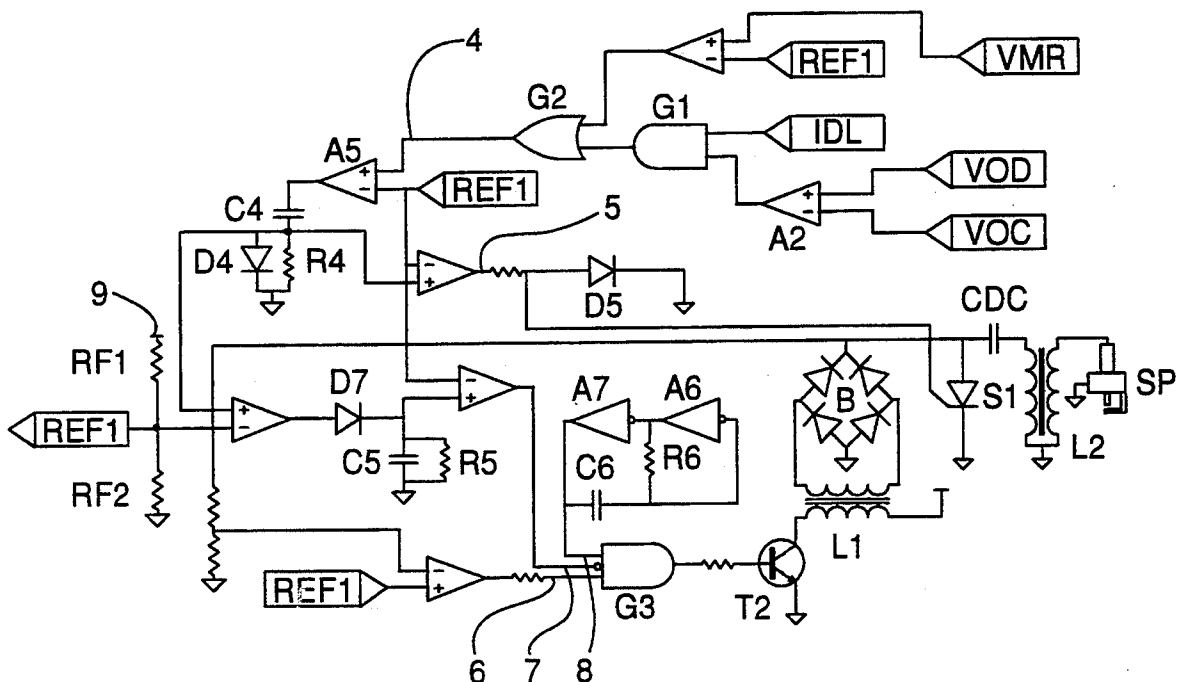 4
VMR
REF1
G2
G1
IDL
A5
REF1
VOD
A2
VOC
C4
5
D4
R4
D5
CDC
9
RF1
D7
A7
A6
B
S1
SP
REF1
C5
R5
C6
R6
L2
RF2
L1
REF1
G3
T2
6
7
8
+
-
+
-
+
-
-
+
-
+
+
-
-
+